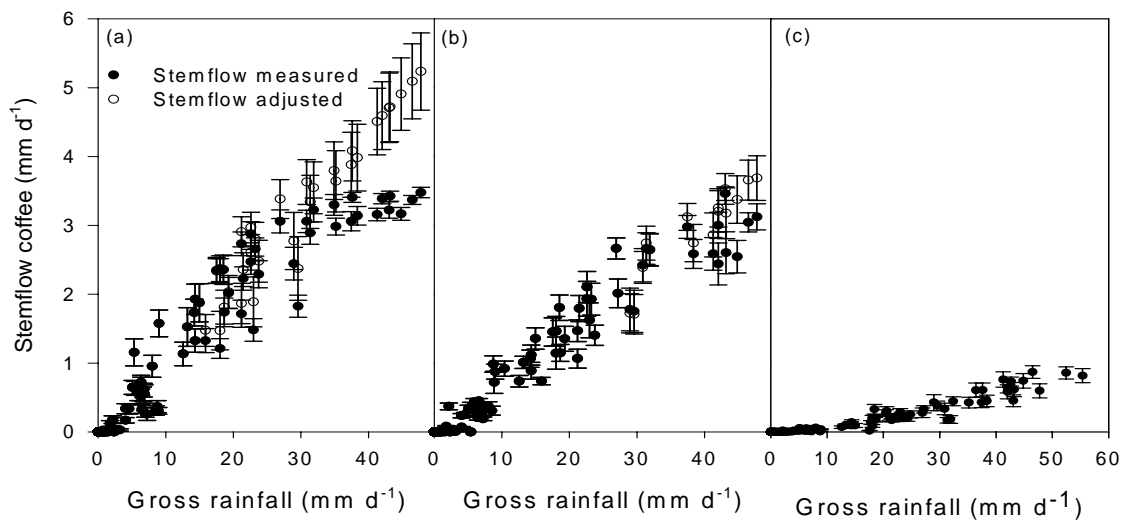 (a)
(b)
(c)
Stemflow measured
Stemflow adjusted
Stemflow coffee (mm d⁻¹)
6
5
4
3
2
1
0
0 10 20 30 40 0 10 20 30 40 0 10 20 30 40 50 60
Gross rainfall (mm d⁻¹) Gross rainfall (mm d⁻¹) Gross rainfall (mm d⁻¹)